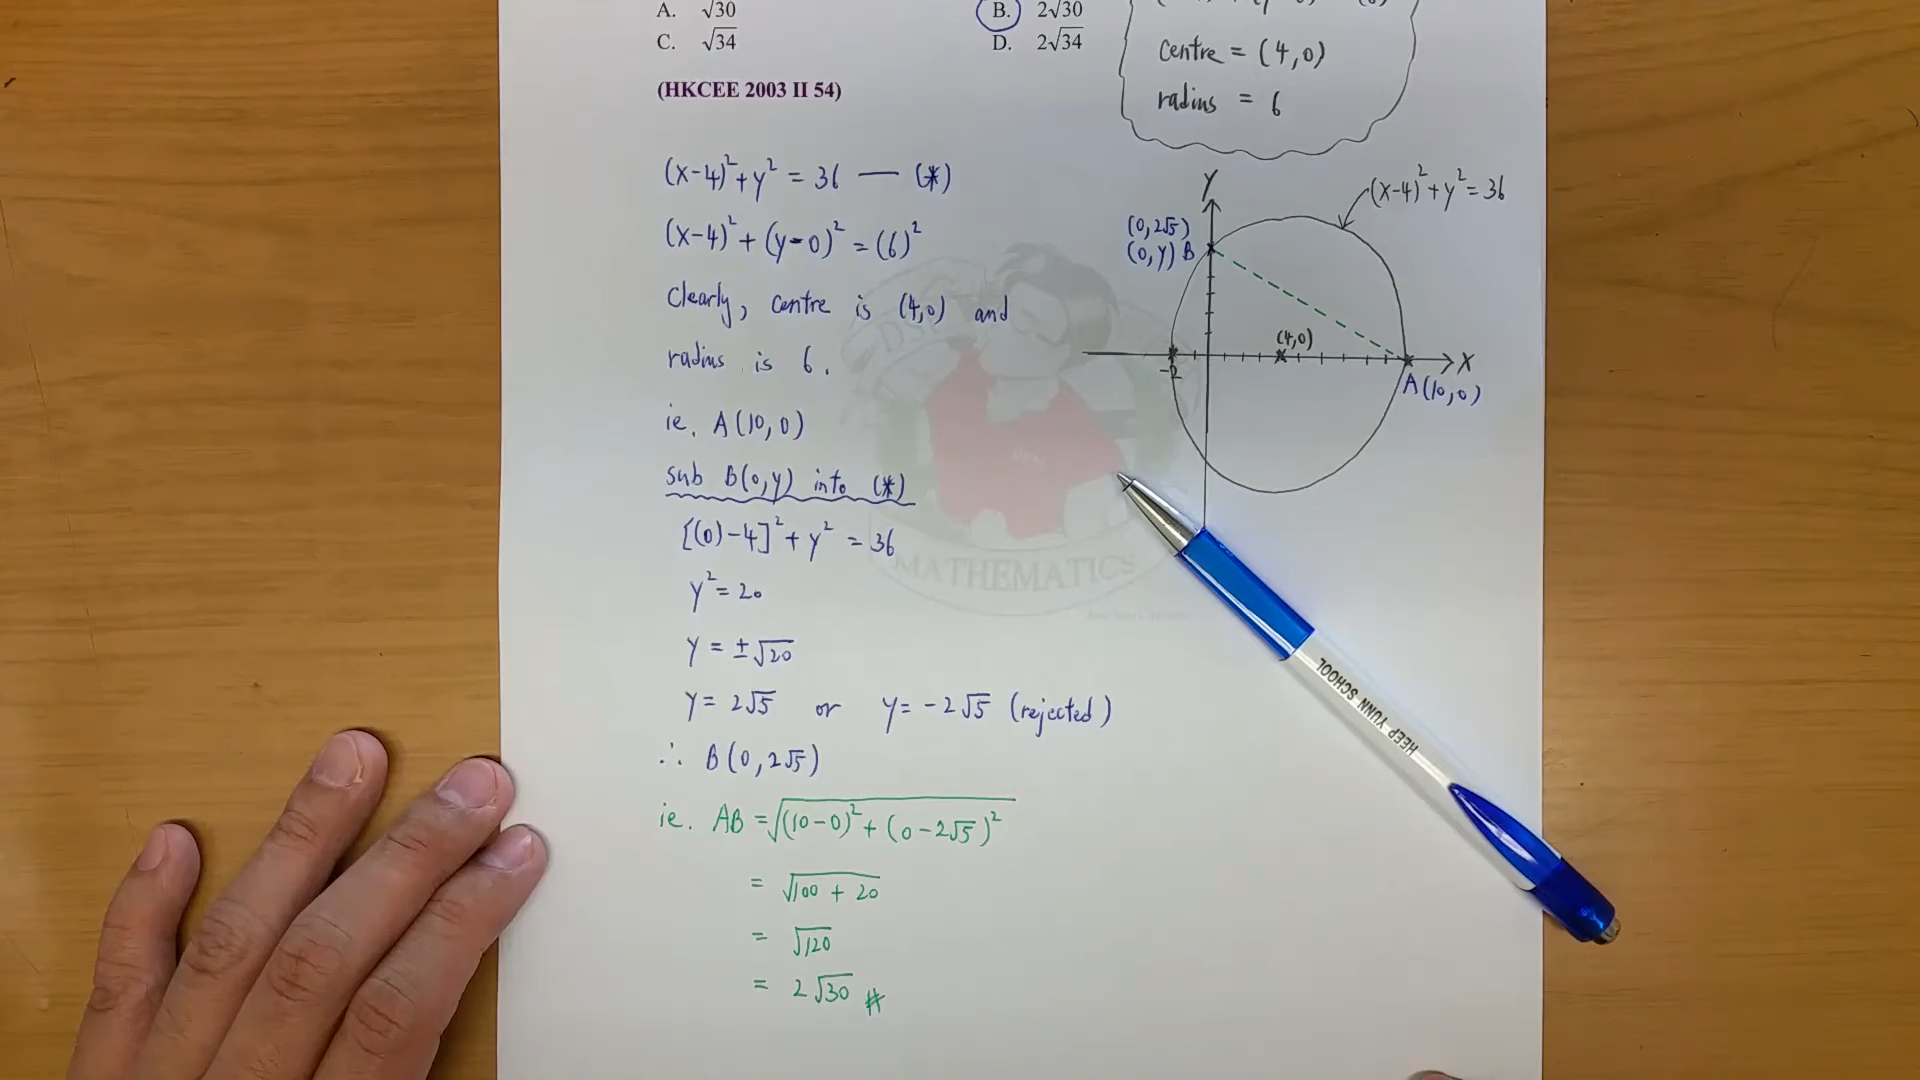 A. √30 B. 2√30
C. √34 D. 2√34
(HKCEE 2003 II 54)
centre = (4,0)
radius = 6
(x-4)²+y² = 36 — (*)
(x-4)² + (y-0)² = (6)²
Clearly, centre is (4,0) and
radius is 6.
ie. A(10,0)
sub B(0,y) into (*)
[(0)-4]² + y² = 36
y² = 20
y = ±√20
y = 2√5 or y = -2√5 (rejected)
∴ B(0,2√5)
ie. AB = √((10-0)² + (0-2√5)²)
= √(100 + 20)
= √120
= 2√30 #
Y
(x-4)²+y²=36
(0,2√5)
(0,y) B
(4,0)
X
-2
A(10,0)
MATHEMATICS
HEEP YUNN SCHOOL